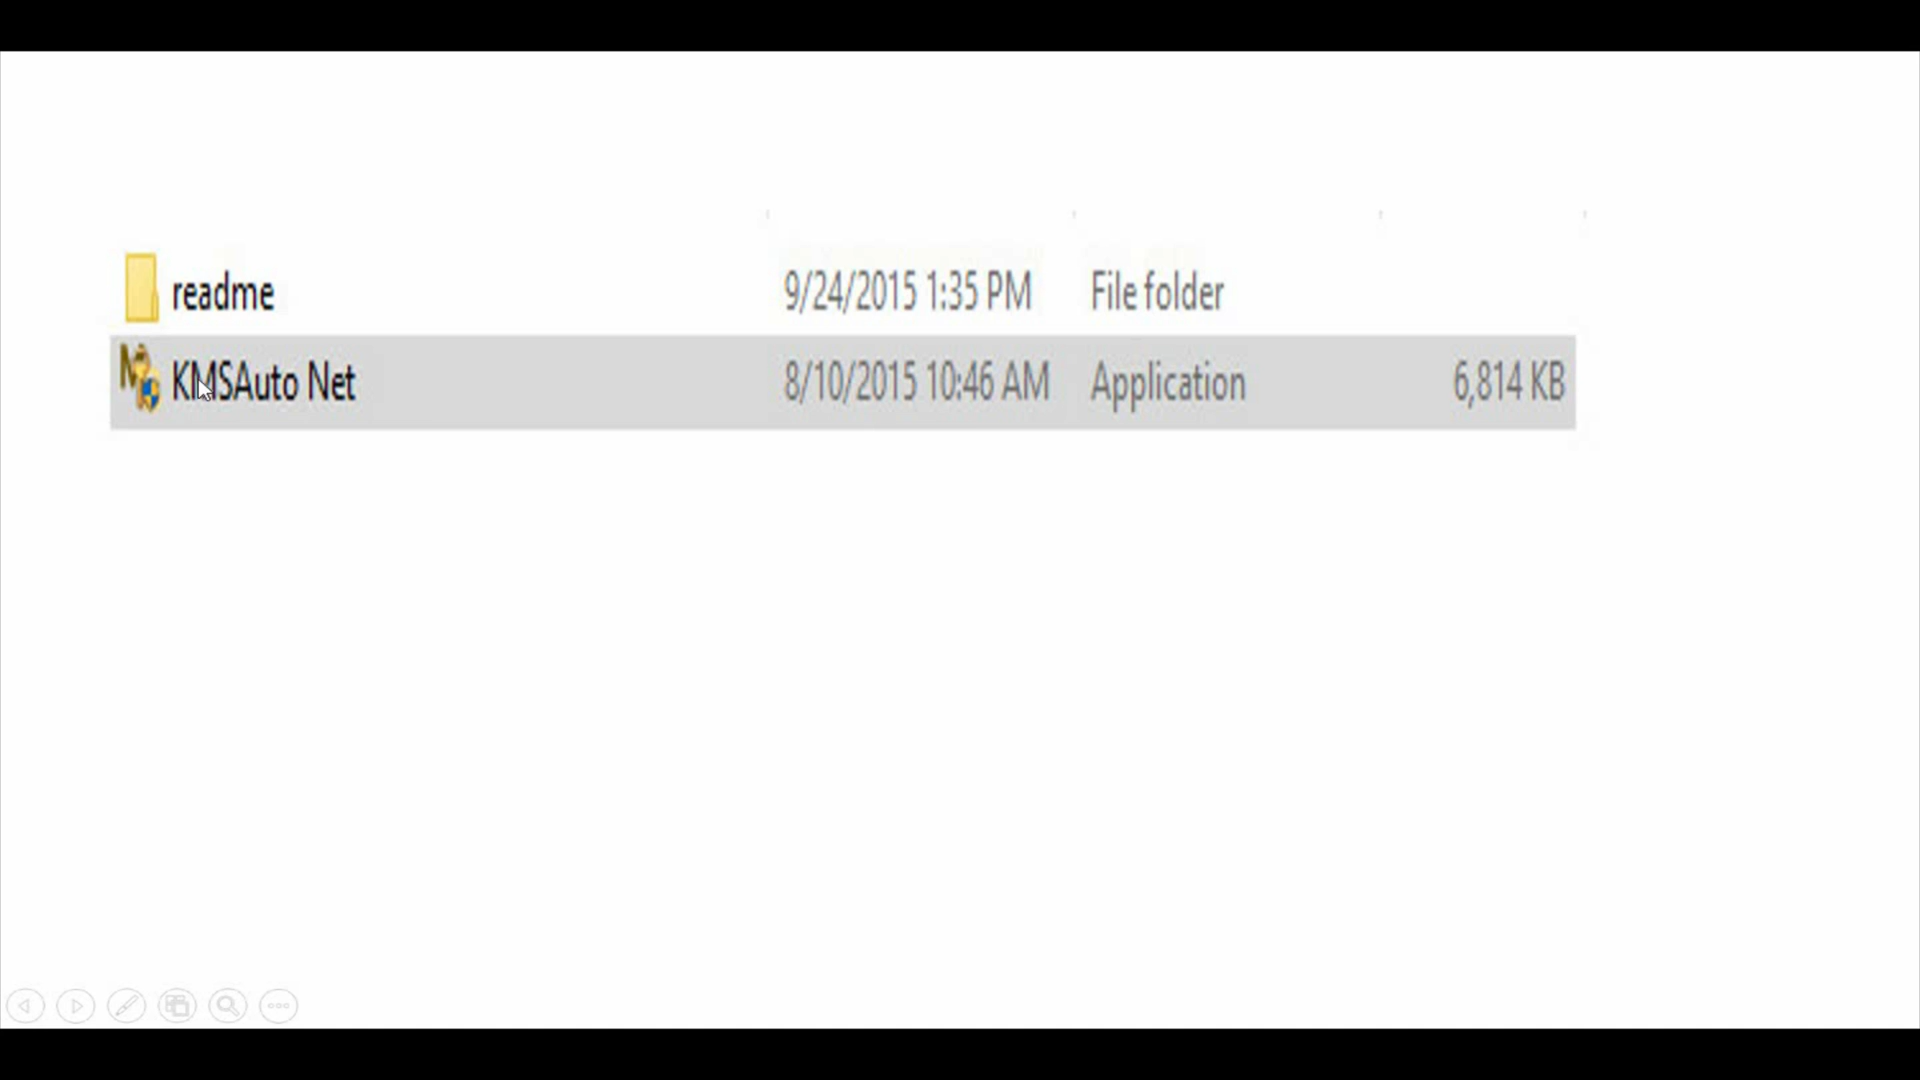 readme 9/24/2015 1:35 PM File folder
KMSAuto Net 8/10/2015 10:46 AM Application 6,814 KB